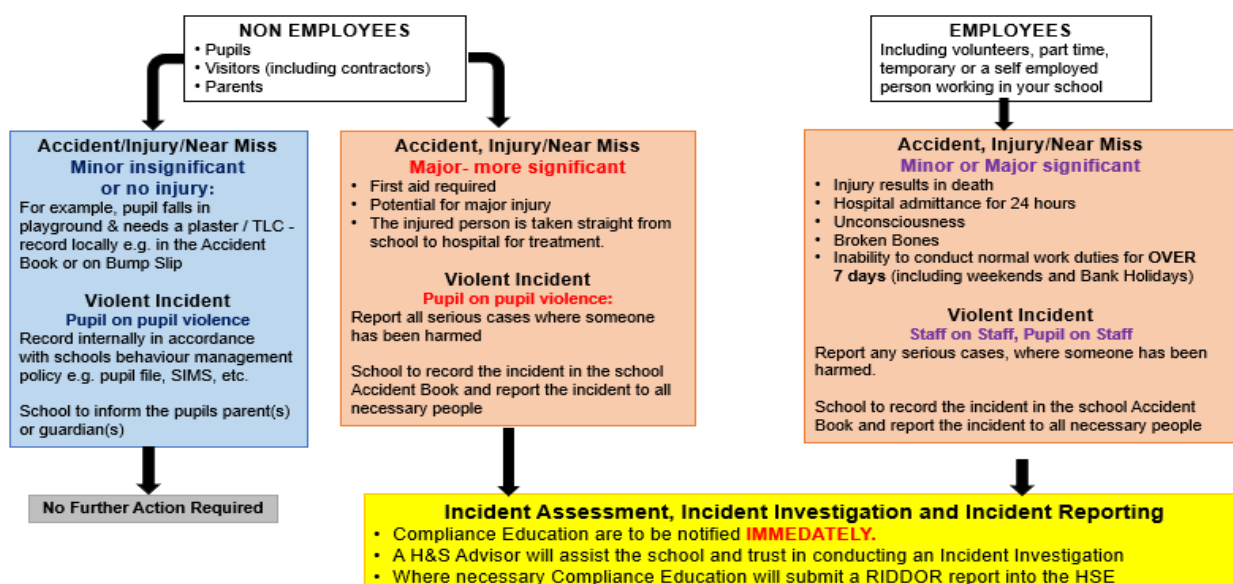 NON EMPLOYEES
• Pupils
• Visitors (including contractors)
• Parents
EMPLOYEES
Including volunteers, part time,
temporary or a self employed
person working in your school
Accident/Injury/Near Miss
Minor insignificant
or no injury:
For example, pupil falls in
playground & needs a plaster / TLC -
record locally e.g. in the Accident
Book or on Bump Slip
Violent Incident
Pupil on pupil violence
Record internally in accordance
with schools behaviour management
policy e.g. pupil file, SIMS, etc.
School to inform the pupils parent(s)
or guardian(s)
No Further Action Required
Accident, Injury/Near Miss
Major- more significant
• First aid required
• Potential for major injury
• The injured person is taken straight from
school to hospital for treatment.
Violent Incident
Pupil on pupil violence:
Report all serious cases where someone
has been harmed
School to record the incident in the school
Accident Book and report the incident to all
necessary people
Accident, Injury/Near Miss
Minor or Major significant
• Injury results in death
• Hospital admittance for 24 hours
• Unconsciousness
• Broken Bones
• Inability to conduct normal work duties for OVER
7 days (including weekends and Bank Holidays)
Violent Incident
Staff on Staff, Pupil on Staff
Report any serious cases, where someone has been
harmed.
School to record the incident in the school Accident
Book and report the incident to all necessary people
Incident Assessment, Incident Investigation and Incident Reporting
• Compliance Education are to be notified IMMEDATELY.
• A H&S Advisor will assist the school and trust in conducting an Incident Investigation
• Where necessary Compliance Education will submit a RIDDOR report into the HSE